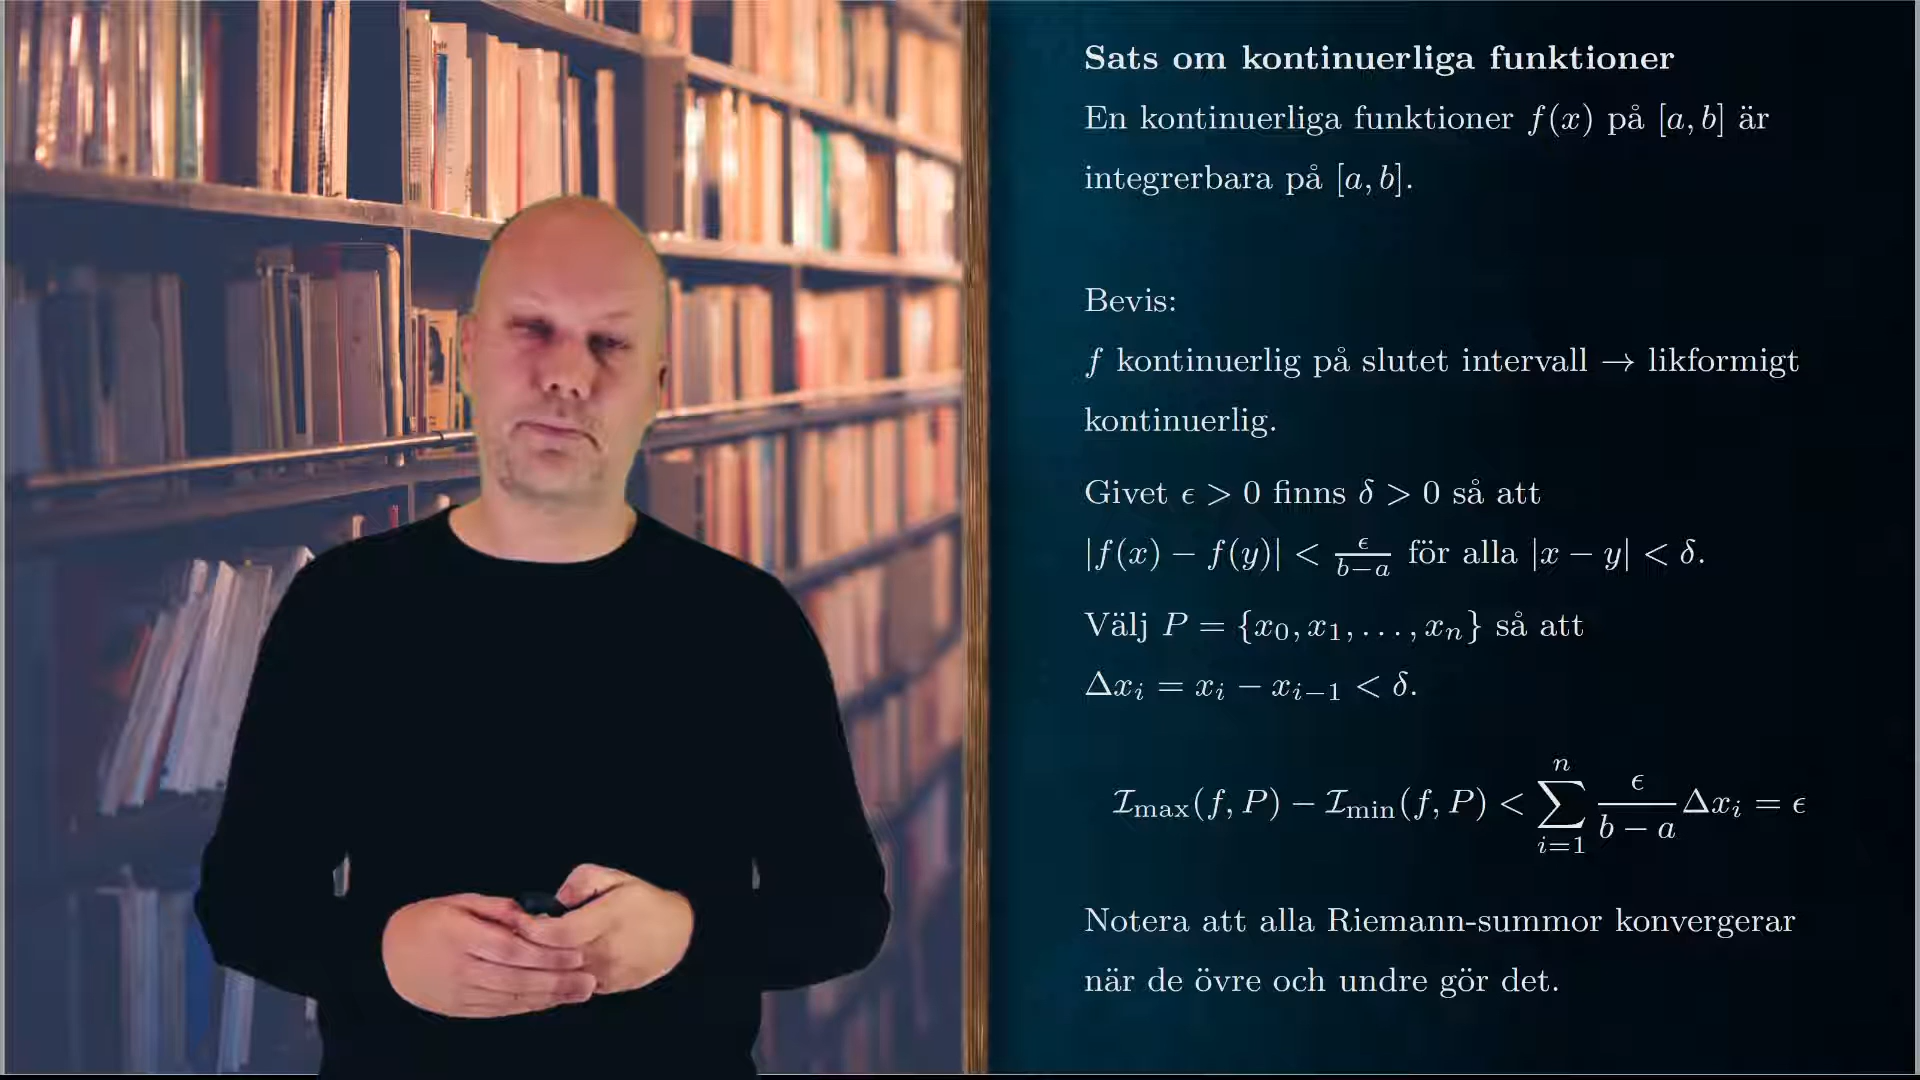 Sats om kontinuerliga funktioner
En kontinuerliga funktioner f(x) på [a, b] är
integrerbara på [a, b].
Bevis:
f kontinuerlig på slutet intervall → likformigt
kontinuerlig.
Givet ϵ > 0 finns δ > 0 så att
|f(x) − f(y)| < ϵ/(b−a) för alla |x − y| < δ.
Välj P = {x₀, x₁, . . . , xₙ} så att
Δxᵢ = xᵢ − xᵢ₋₁ < δ.
ℐmax(f, P) − ℐmin(f, P) < ∑ᵢ₌₁ⁿ ϵ/(b − a) Δxᵢ = ϵ
Notera att alla Riemann-summor konvergerar
när de övre och undre gör det.